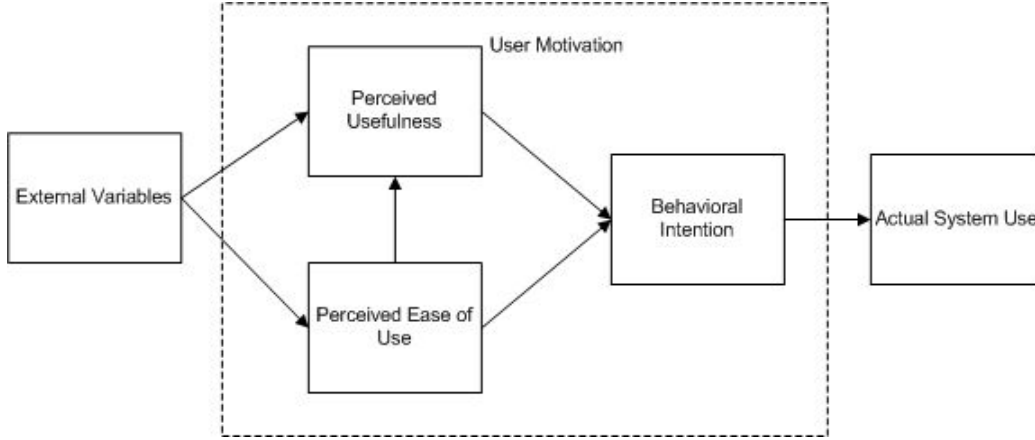 User Motivation
Perceived
Usefulness
External Variables
Behavioral
Intention
Actual System Use
Perceived Ease of
Use